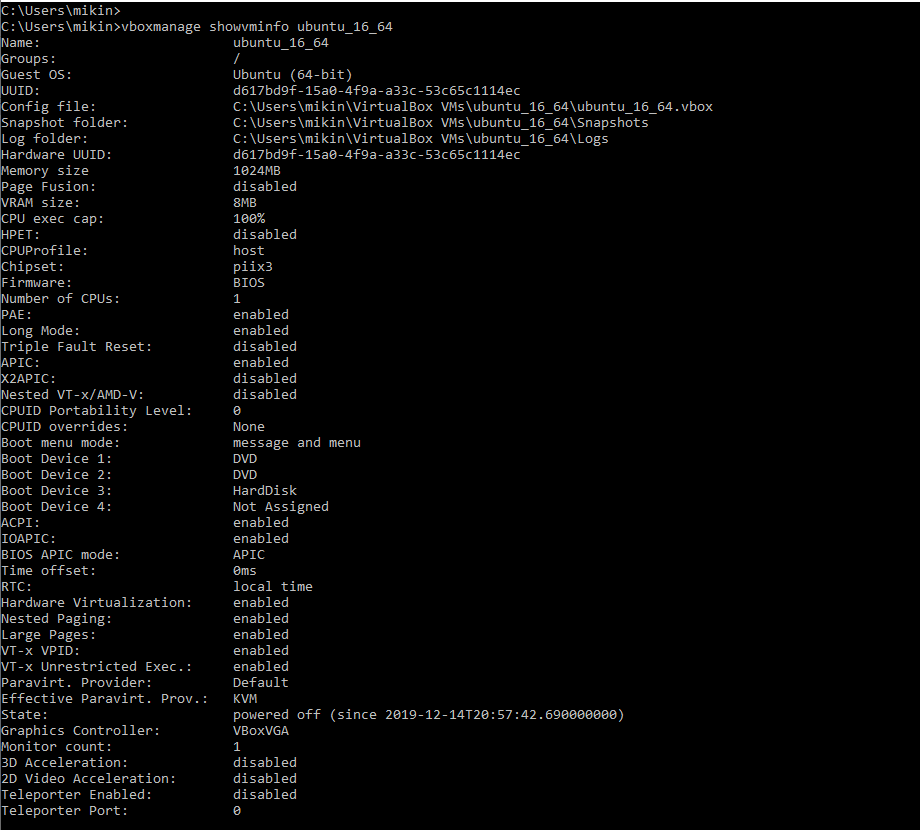 C:\Users\mikin>
C:\Users\mikin>vboxmanage showvminfo ubuntu_16_64
Name:                        ubuntu_16_64
Groups:                      /
Guest OS:                    Ubuntu (64-bit)
UUID:                        d617bd9f-15a0-4f9a-a33c-53c65c1114ec
Config file:                 C:\Users\mikin\VirtualBox VMs\ubuntu_16_64\ubuntu_16_64.vbox
Snapshot folder:             C:\Users\mikin\VirtualBox VMs\ubuntu_16_64\Snapshots
Log folder:                  C:\Users\mikin\VirtualBox VMs\ubuntu_16_64\Logs
Hardware UUID:               d617bd9f-15a0-4f9a-a33c-53c65c1114ec
Memory size                  1024MB
Page Fusion:                 disabled
VRAM size:                   8MB
CPU exec cap:                100%
HPET:                        disabled
CPUProfile:                  host
Chipset:                     piix3
Firmware:                    BIOS
Number of CPUs:              1
PAE:                         enabled
Long Mode:                   enabled
Triple Fault Reset:          disabled
APIC:                        enabled
X2APIC:                      disabled
Nested VT-x/AMD-V:           disabled
CPUID Portability Level:     0
CPUID overrides:             None
Boot menu mode:              message and menu
Boot Device 1:               DVD
Boot Device 2:               DVD
Boot Device 3:               HardDisk
Boot Device 4:               Not Assigned
ACPI:                        enabled
IOAPIC:                      enabled
BIOS APIC mode:              APIC
Time offset:                 0ms
RTC:                         local time
Hardware Virtualization:     enabled
Nested Paging:               enabled
Large Pages:                 enabled
VT-x VPID:                   enabled
VT-x Unrestricted Exec.:     enabled
Paravirt. Provider:          Default
Effective Paravirt. Prov.:   KVM
State:                       powered off (since 2019-12-14T20:57:42.690000000)
Graphics Controller:         VBoxVGA
Monitor count:               1
3D Acceleration:             disabled
2D Video Acceleration:       disabled
Teleporter Enabled:          disabled
Teleporter Port:             0